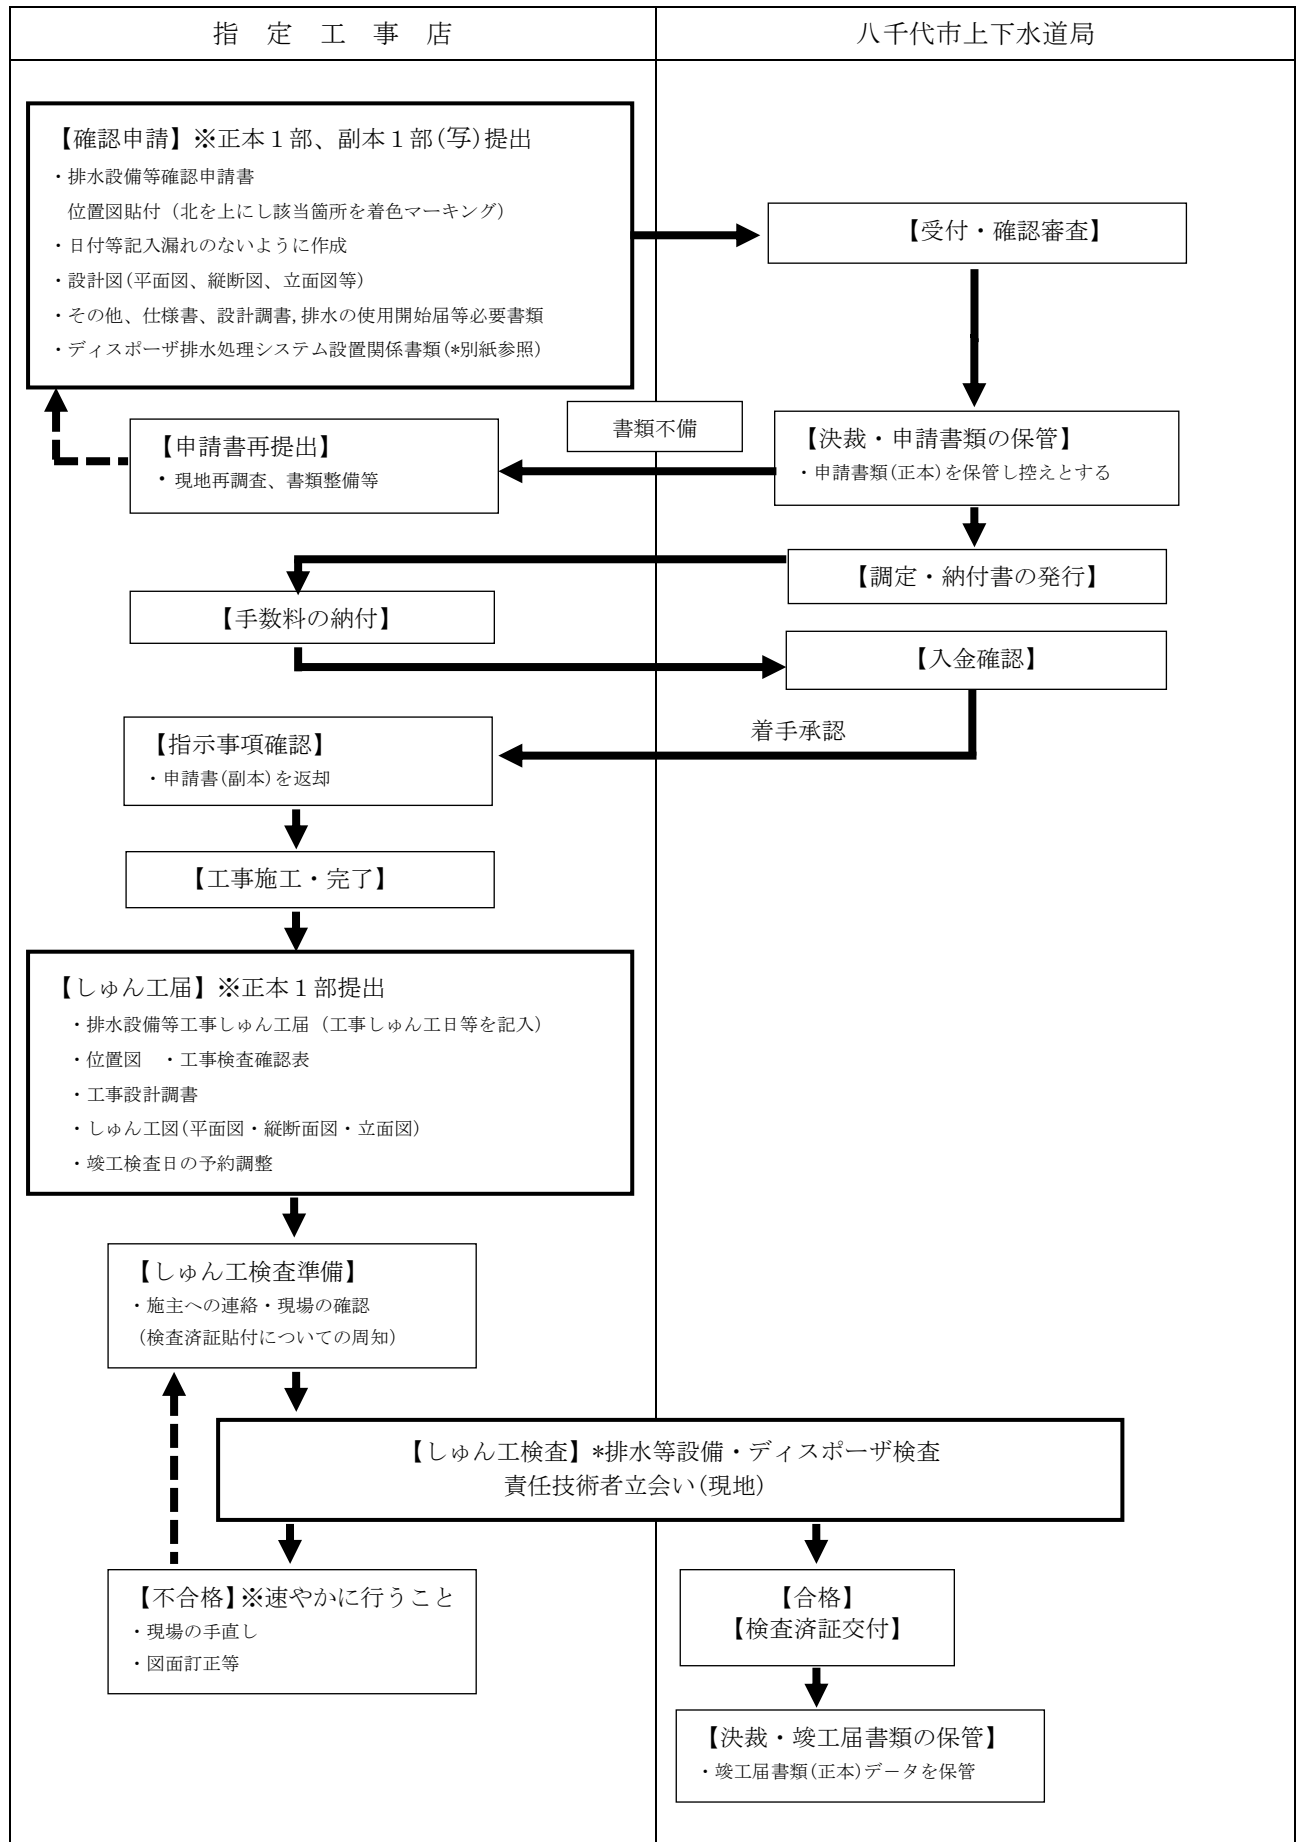 指　定　工　事　店
八千代市上下水道局
【確認申請】※正本１部、副本１部(写)提出
・排水設備等確認申請書
位置図貼付（北を上にし該当箇所を着色マーキング）
・日付等記入漏れのないように作成
・設計図(平面図、縦断図、立面図等)
・その他、仕様書、設計調書,排水の使用開始届等必要書類
・ディスポーザ排水処理システム設置関係書類(*別紙参照)
【受付・確認審査】
書類不備
【申請書再提出】
・現地再調査、書類整備等
【決裁・申請書類の保管】
・申請書類(正本)を保管し控えとする
【調定・納付書の発行】
【手数料の納付】
【入金確認】
着手承認
【指示事項確認】
・申請書(副本)を返却
【工事施工・完了】
【しゅん工届】※正本１部提出
・排水設備等工事しゅん工届（工事しゅん工日等を記入）
・位置図　・工事検査確認表
・工事設計調書
・しゅん工図(平面図・縦断面図・立面図)
・竣工検査日の予約調整
【しゅん工検査準備】
・施主への連絡・現場の確認
（検査済証貼付についての周知）
【しゅん工検査】*排水等設備・ディスポーザ検査
責任技術者立会い(現地)
【不合格】※速やかに行うこと
・現場の手直し
・図面訂正等
【合格】
【検査済証交付】
【決裁・竣工届書類の保管】
・竣工届書類(正本)デ－タを保管